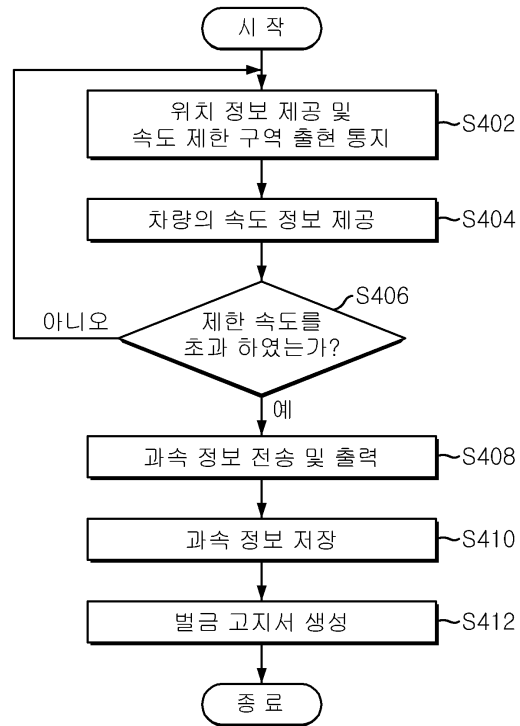 시 작
위치 정보 제공 및
속도 제한 구역 출현 통지
S402
차량의 속도 정보 제공
S404
S406
제한 속도를
초과 하였는가?
아니오
예
과속 정보 전송 및 출력
S408
과속 정보 저장
S410
벌금 고지서 생성
S412
종 료